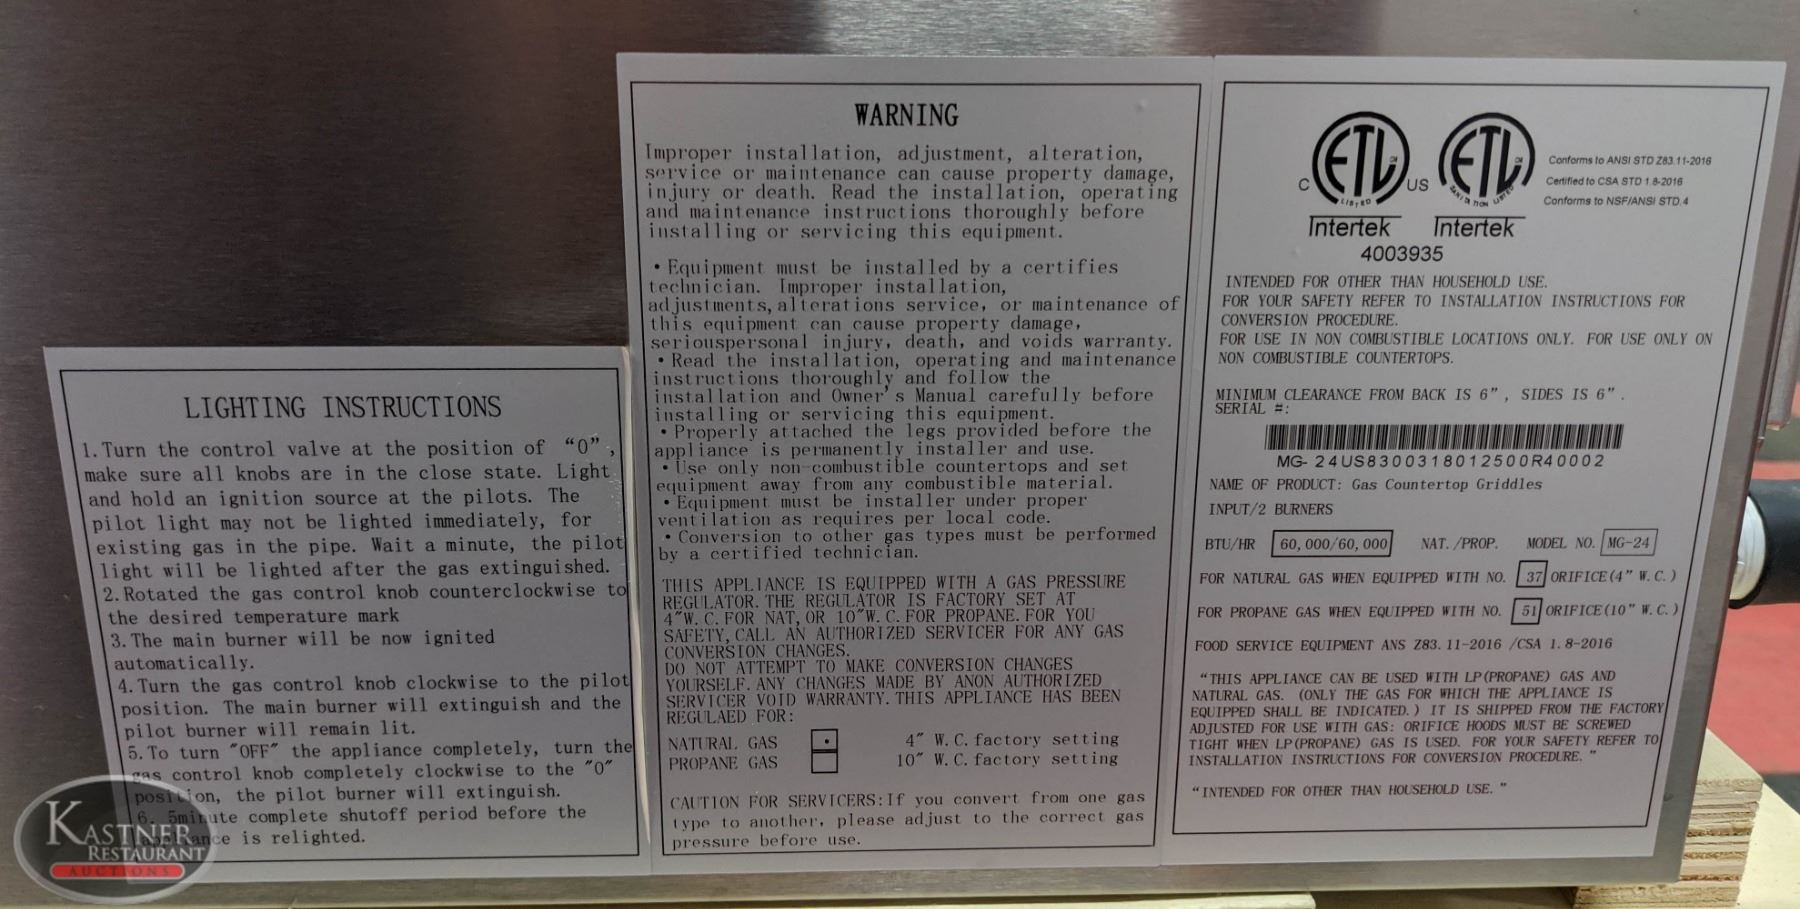 LIGHTING INSTRUCTIONS
1. Turn the control valve at the position of “0”,
make sure all knobs are in the close state. Light
and hold an ignition source at the pilots. The
pilot light may not be lighted immediately, for
existing gas in the pipe. Wait a minute, the pilot
light will be lighted after the gas extinguished.
2. Rotated the gas control knob counterclockwise to
the desired temperature mark
3. The main burner will be now ignited
automatically.
4. Turn the gas control knob clockwise to the pilot
position. The main burner will extinguish and the
pilot burner will remain lit.
5. To turn "OFF" the appliance completely, turn the
gas control knob completely clockwise to the "0"
position, the pilot burner will extinguish.
6. 5minute complete shutoff period before the
appliance is relighted.
WARNING
Improper installation, adjustment, alteration,
service or maintenance can cause property damage,
injury or death. Read the installation, operating
and maintenance instructions thoroughly before
installing or servicing this equipment.
• Equipment must be installed by a certifies
technician. Improper installation,
adjustments, alterations service, or maintenance of
this equipment can cause property damage,
seriouspersonal injury, death, and voids warranty.
• Read the installation, operating and maintenance
instructions thoroughly and follow the
installation and Owner's Manual carefully before
installing or servicing this equipment.
• Properly attached the legs provided before the
appliance is permanently installer and use.
• Use only non-combustible countertops and set
equipment away from any combustible material.
• Equipment must be installer under proper
ventilation as requires per local code.
• Conversion to other gas types must be performed
by a certified technician.
THIS APPLIANCE IS EQUIPPED WITH A GAS PRESSURE
REGULATOR. THE REGULATOR IS FACTORY SET AT
4"W. C. FOR NAT, OR 10"W. C. FOR PROPANE. FOR YOU
SAFETY, CALL AN AUTHORIZED SERVICER FOR ANY GAS
CONVERSION CHANGES.
DO NOT ATTEMPT TO MAKE CONVERSION CHANGES
YOURSELF. ANY CHANGES MADE BY ANON AUTHORIZED
SERVICER VOID WARRANTY. THIS APPLIANCE HAS BEEN
REGULAED FOR:
NATURAL GAS 4" W. C. factory setting
PROPANE GAS 10" W. C. factory setting
CAUTION FOR SERVICERS: If you convert from one gas
type to another, please adjust to the correct gas
pressure before use.
ETL ETL
C US
LISTED SANITATION LISTED
Intertek Intertek
4003935
Conforms to ANSI STD Z83.11-2016
Certified to CSA STD 1.8-2016
Conforms to NSF/ANSI STD.4
INTENDED FOR OTHER THAN HOUSEHOLD USE.
FOR YOUR SAFETY REFER TO INSTALLATION INSTRUCTIONS FOR
CONVERSION PROCEDURE.
FOR USE IN NON COMBUSTIBLE LOCATIONS ONLY. FOR USE ONLY ON
NON COMBUSTIBLE COUNTERTOPS.
MINIMUM CLEARANCE FROM BACK IS 6”, SIDES IS 6”.
SERIAL #:
MG- 24US8300318012500R40002
NAME OF PRODUCT: Gas Countertop Griddles
INPUT/2 BURNERS
BTU/HR 60,000/60,000 NAT. /PROP. MODEL NO. MG-24
FOR NATURAL GAS WHEN EQUIPPED WITH NO. 37 ORIFICE(4” W. C. )
FOR PROPANE GAS WHEN EQUIPPED WITH NO. 51 ORIFICE(10” W. C. )
FOOD SERVICE EQUIPMENT ANS Z83. 11-2016 /CSA 1. 8-2016
“THIS APPLIANCE CAN BE USED WITH LP(PROPANE) GAS AND
NATURAL GAS. (ONLY THE GAS FOR WHICH THE APPLIANCE IS
EQUIPPED SHALL BE INDICATED.) IT IS SHIPPED FROM THE FACTORY
ADJUSTED FOR USE WITH GAS: ORIFICE HOODS MUST BE SCREWED
TIGHT WHEN LP(PROPANE) GAS IS USED. FOR YOUR SAFETY REFER TO
INSTALLATION INSTRUCTIONS FOR CONVERSION PROCEDURE. ”
“INTENDED FOR OTHER THAN HOUSEHOLD USE. ”
KASTNER
RESTAURANT
AUCTIONS